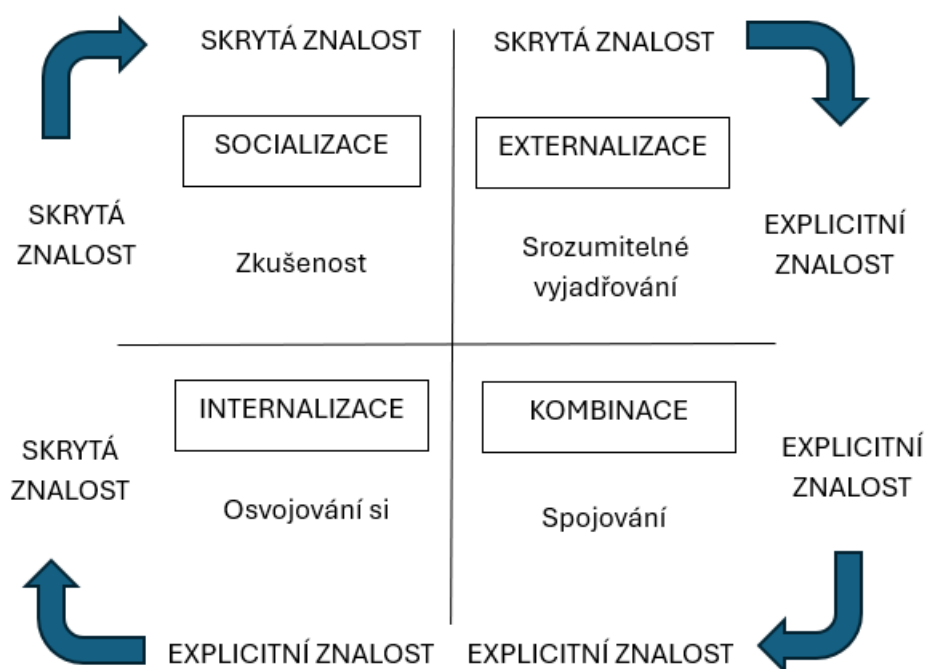 SKRYTÁ ZNALOST
SKRYTÁ ZNALOST
SOCIALIZACE
EXTERNALIZACE
SKRYTÁ
ZNALOST
Zkušenost
Srozumitelné
vyjadřování
EXPLICITNÍ
ZNALOST
INTERNALIZACE
KOMBINACE
SKRYTÁ
ZNALOST
Osvojování si
Spojování
EXPLICITNÍ
ZNALOST
EXPLICITNÍ ZNALOST
EXPLICITNÍ ZNALOST